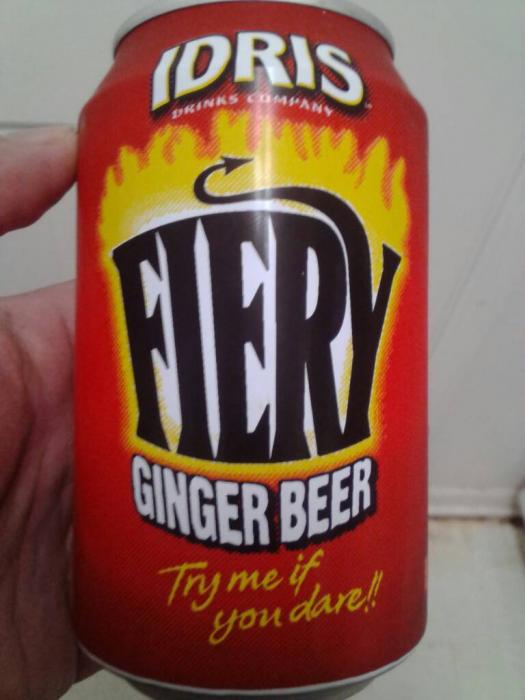 IDRIS
DRINKS COMPANY
FIERY
GINGER BEER
Try me if
you dare!!